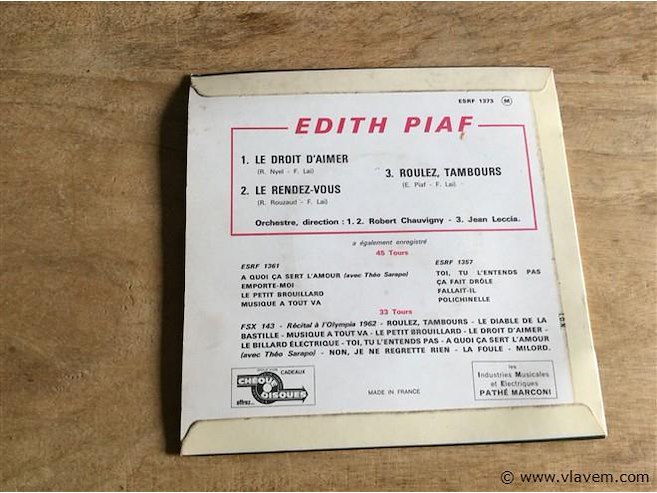 ESRF 1373 M
EDITH PIAF
1. LE DROIT D'AIMER
(R. Nyel - F. Lai)
2. LE RENDEZ-VOUS
(R. Rouzaud - F. Lai)
3. ROULEZ, TAMBOURS
(E. Piaf - F. Lai)
Orchestre, direction : 1. 2. Robert Chauvigny - 3. Jean Leccia.
a également enregistré
45 Tours
ESRF 1361
A QUOI ÇA SERT L'AMOUR (avec Théo Sarapo)
EMPORTE-MOI
LE PETIT BROUILLARD
MUSIQUE A TOUT VA
ESRF 1357
TOI, TU L'ENTENDS PAS
ÇA FAIT DRÔLE
FALLAIT-IL
POLICHINELLE
33 Tours
FSX 143 - Récital à l'Olympia 1962 - ROULEZ, TAMBOURS - LE DIABLE DE LA
BASTILLE - MUSIQUE A TOUT VA - LE PETIT BROUILLARD - LE DROIT D'AIMER -
LE BILLARD ÉLECTRIQUE - TOI, TU L'ENTENDS PAS - A QUOI ÇA SERT L'AMOUR
(avec Théo Sarapo) - NON, JE NE REGRETTE RIEN - LA FOULE - MILORD.
CADEAUX
CHÈQUE
DISQUES
offrez...
MADE IN FRANCE
les
Industries Musicales
et Electriques
PATHÉ MARCONI
© www.vlavem.com